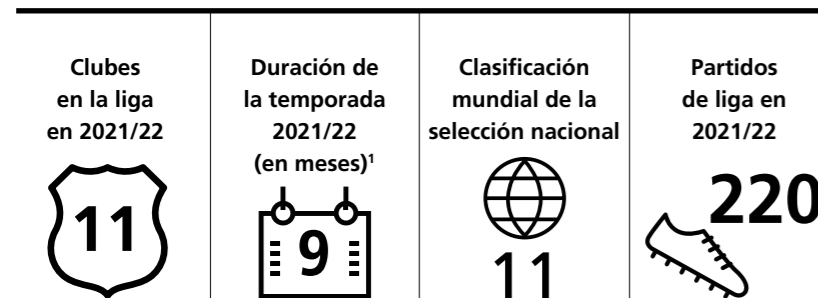 Clubes
en la liga
en 2021/22
11
Duración de
la temporada
2021/22
(en meses)¹
9
Clasificación
mundial de la
selección nacional
11
Partidos
de liga en
2021/22
220